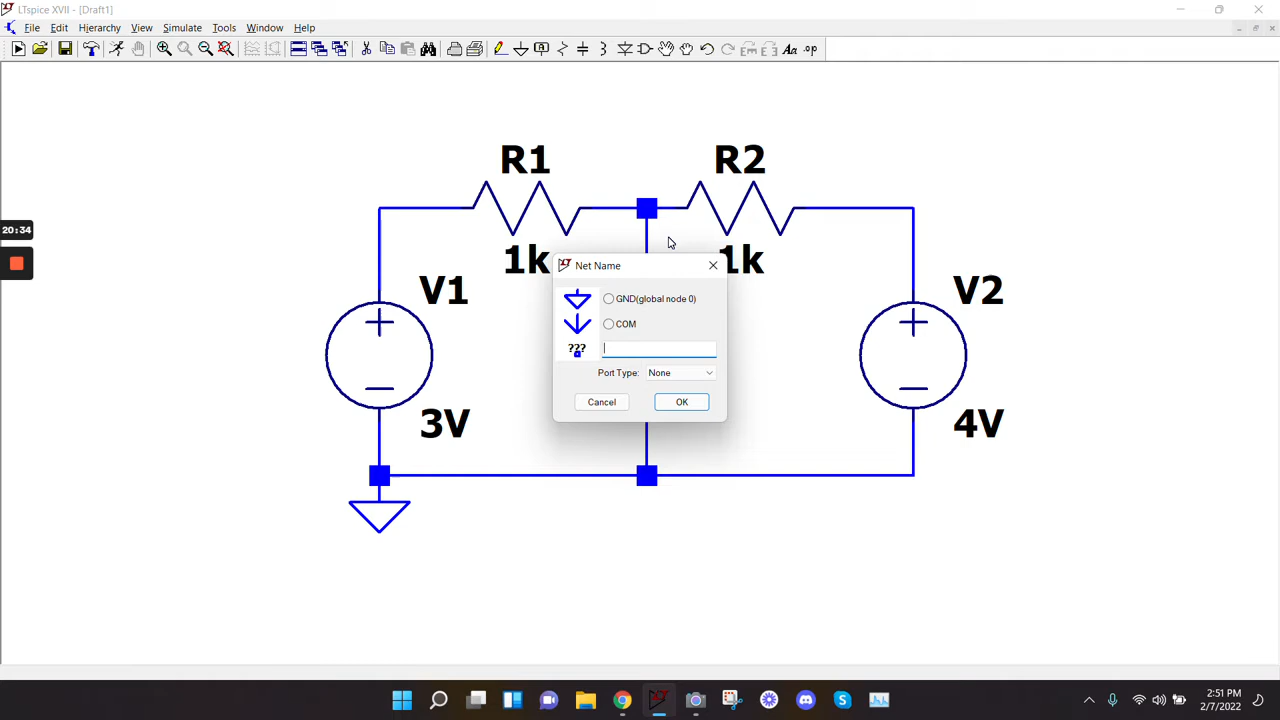 LTspice XVII - [Draft1]
File Edit Hierarchy View Simulate Tools Window Help
Aa .op
R1 R2
20:34
1k 1k
Net Name
V1 V2
GND(global node 0)
COM
???
Port Type: None
Cancel OK
3V 4V
2:51 PM
2/7/2022